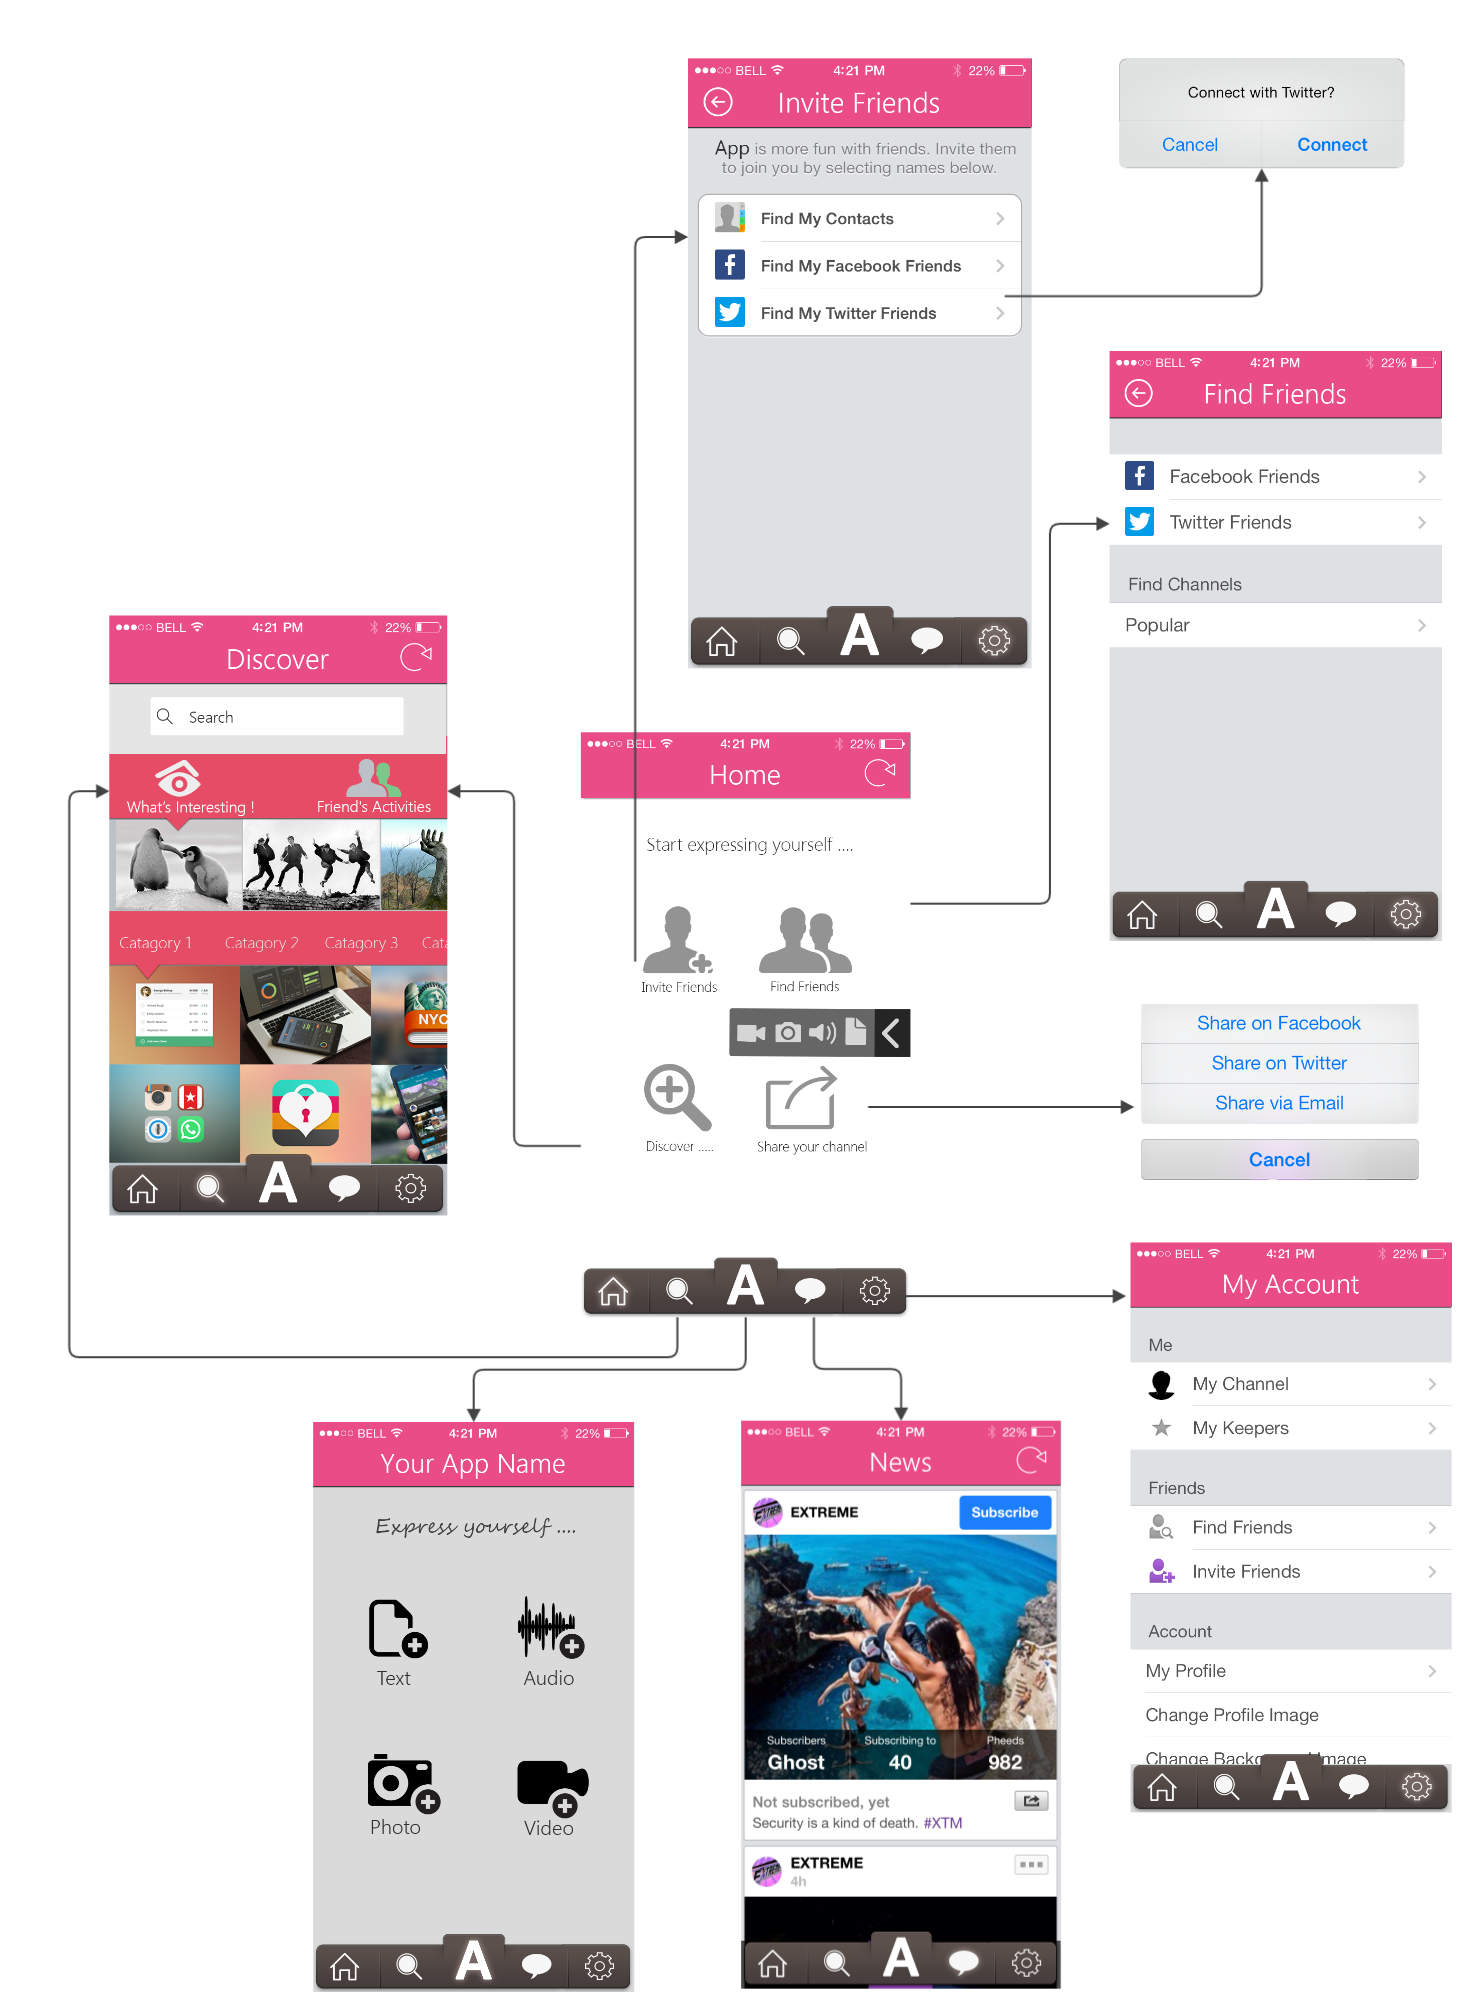 BELL 4:21 PM 22%
Invite Friends
App is more fun with friends. Invite them
to join you by selecting names below.
Find My Contacts
Find My Facebook Friends
Find My Twitter Friends
A
Connect with Twitter?
Cancel Connect
BELL 4:21 PM 22%
Find Friends
Facebook Friends
Twitter Friends
Find Channels
Popular
A
BELL 4:21 PM 22%
Discover
Search
What's Interesting ! Friend's Activities
Catagory 1 Catagory 2 Catagory 3 Cata
NYC
A
BELL 4:21 PM 22%
Home
Start expressing yourself ....
Invite Friends Find Friends
Discover ..... Share your channel
A
Share on Facebook
Share on Twitter
Share via Email
Cancel
BELL 4:21 PM 22%
My Account
Me
My Channel
My Keepers
Friends
Find Friends
Invite Friends
Account
My Profile
Change Profile Image
Change Background Image
A
BELL 4:21 PM 22%
Your App Name
Express yourself ....
Text Audio
Photo Video
A
BELL 4:21 PM 22%
News
EXTREME Subscribe
Subscribers Subscribing to Pheeds
Ghost 40 982
Not subscribed, yet
Security is a kind of death. #XTM
EXTREME
4h
A